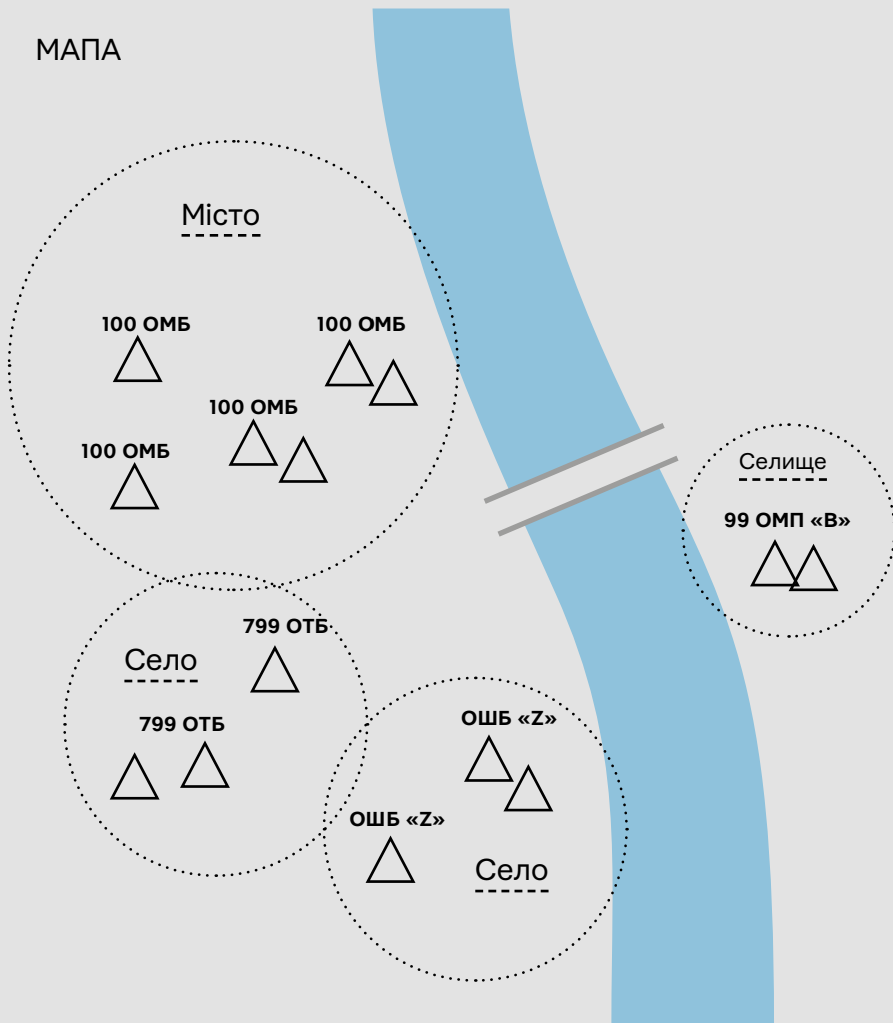 МАПА
Місто
100 ОМБ
100 ОМБ
100 ОМБ
100 ОМБ
Селище
99 ОМП «В»
799 ОТБ
Село
799 ОТБ
ОШБ «Z»
ОШБ «Z»
Село